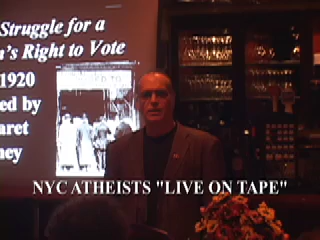 Struggle for a
n's Right to Vote
1920
ed by
aret
ney
NYC ATHEISTS "LIVE ON TAPE"